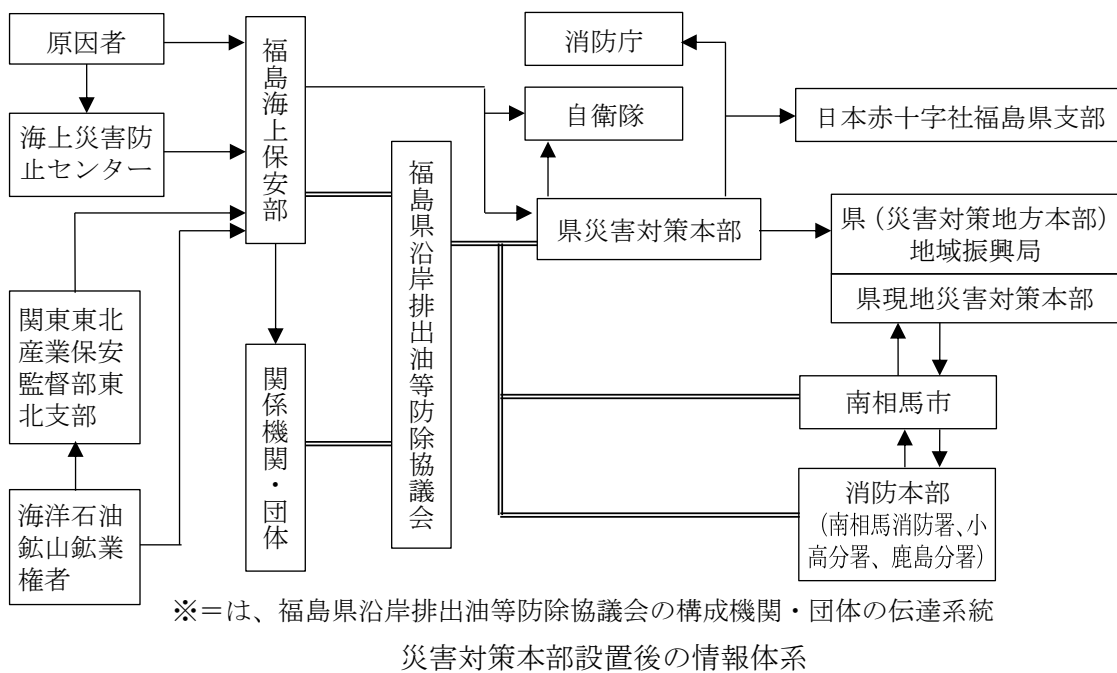 原因者
海上災害防
止センター
関東東北
産業保安
監督部東
北支部
海洋石油
鉱山鉱業
権者
福島海上保安部
関係機関・団体
福島県沿岸排出油等防除協議会
消防庁
自衛隊
県災害対策本部
日本赤十字社福島県支部
県（災害対策地方本部）
地域振興局
県現地災害対策本部
南相馬市
消防本部
（南相馬消防署、小
高分署、鹿島分署）
※＝は、福島県沿岸排出油等防除協議会の構成機関・団体の伝達系統
災害対策本部設置後の情報体系